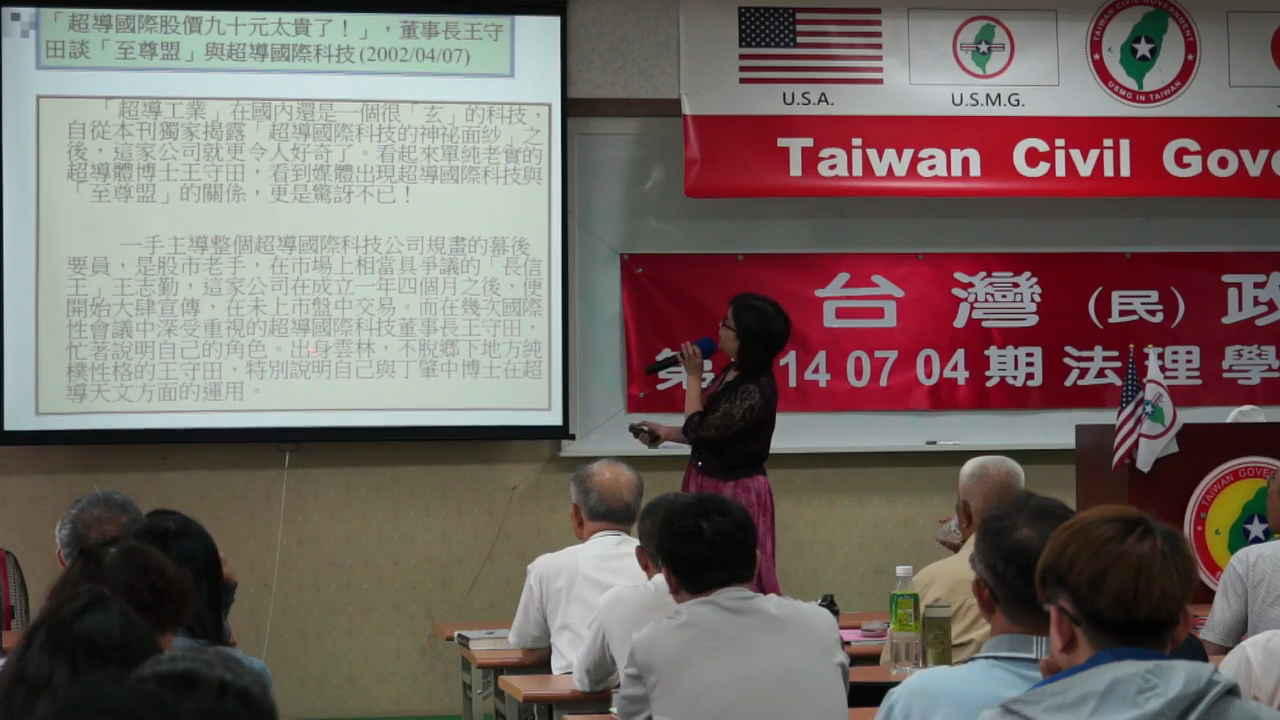 「超導國際股價九十元太貴了！」，董事長王守
田談「至尊盟」與超導國際科技 (2002/04/07)
「超導工業」在國內還是一個很「玄」的科技，
自從本刊獨家揭露「超導國際科技的神祕面紗」之
後，這家公司就更令人好奇了。看起來單純老實的
超導體博士王守田，看到媒體出現超導國際科技與
「至尊盟」的關係，更是驚訝不已！
一手主導整個超導國際科技公司規畫的幕後
要員，是股市老手，在市場上相當具爭議的「長信
王」王志勤，這家公司在成立一年四個月之後，便
開始大肆宣傳，在未上市盤中交易。而在幾次國際
性會議中深受重視的超導國際科技董事長王守田，
忙著說明自己的角色。出身雲林，不脫鄉下地方純
樸性格的王守田，特別說明自己與丁肇中博士在超
導天文方面的運用。
U.S.A.
U.S.M.G.
TAIWAN CIVIL GOVERNMENT
USMG IN TAIWAN
Taiwan Civil Gove
台灣（民）政
第 14 07 04 期法理學
TAIWAN GOVER